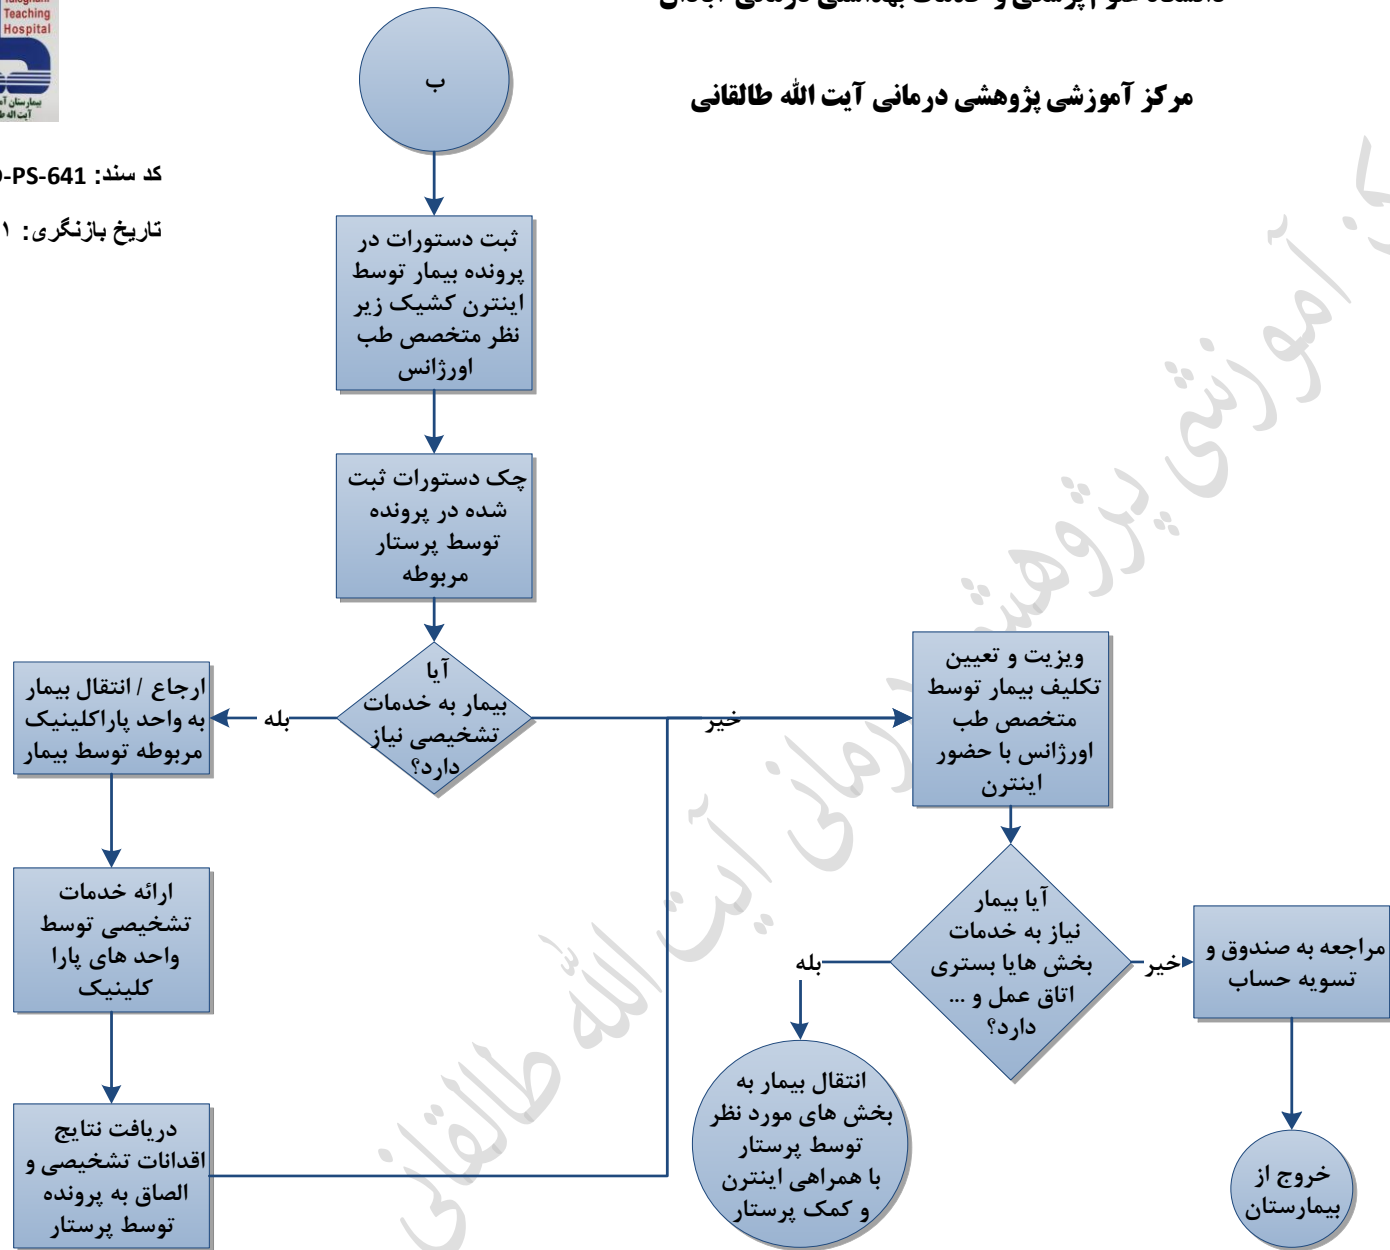 Teaching
Hospital
مرکز آموزشی پژوهشی درمانی آیت الله طالقانی
کد سند: PS-641-
تاریخ بازنگری: ۱
ب
ثبت دستورات در
پرونده بیمار توسط
اینترن کشیک زیر
نظر متخصص طب
اورژانس
چک دستورات ثبت
شده در پرونده
توسط پرستار
مربوطه
آیا
بیمار به خدمات
تشخیصی نیاز
دارد؟
بله
خیر
ارجاع / انتقال بیمار
به واحد پاراکلینیک
مربوطه توسط بیمار
ارائه خدمات
تشخیصی توسط
واحد های پارا
کلینیک
دریافت نتایج
اقدانات تشخیصی و
الصاق به پرونده
توسط پرستار
ویزیت و تعیین
تکلیف بیمار توسط
متخصص طب
اورژانس با حضور
اینترن
آیا بیمار
نیاز به خدمات
بخش هایا بستری
اتاق عمل و ...
دارد؟
بله
خیر
انتقال بیمار به
بخش های مورد نظر
توسط پرستار
با همراهی اینترن
و کمک پرستار
مراجعه به صندوق و
تسویه حساب
خروج از
بیمارستان